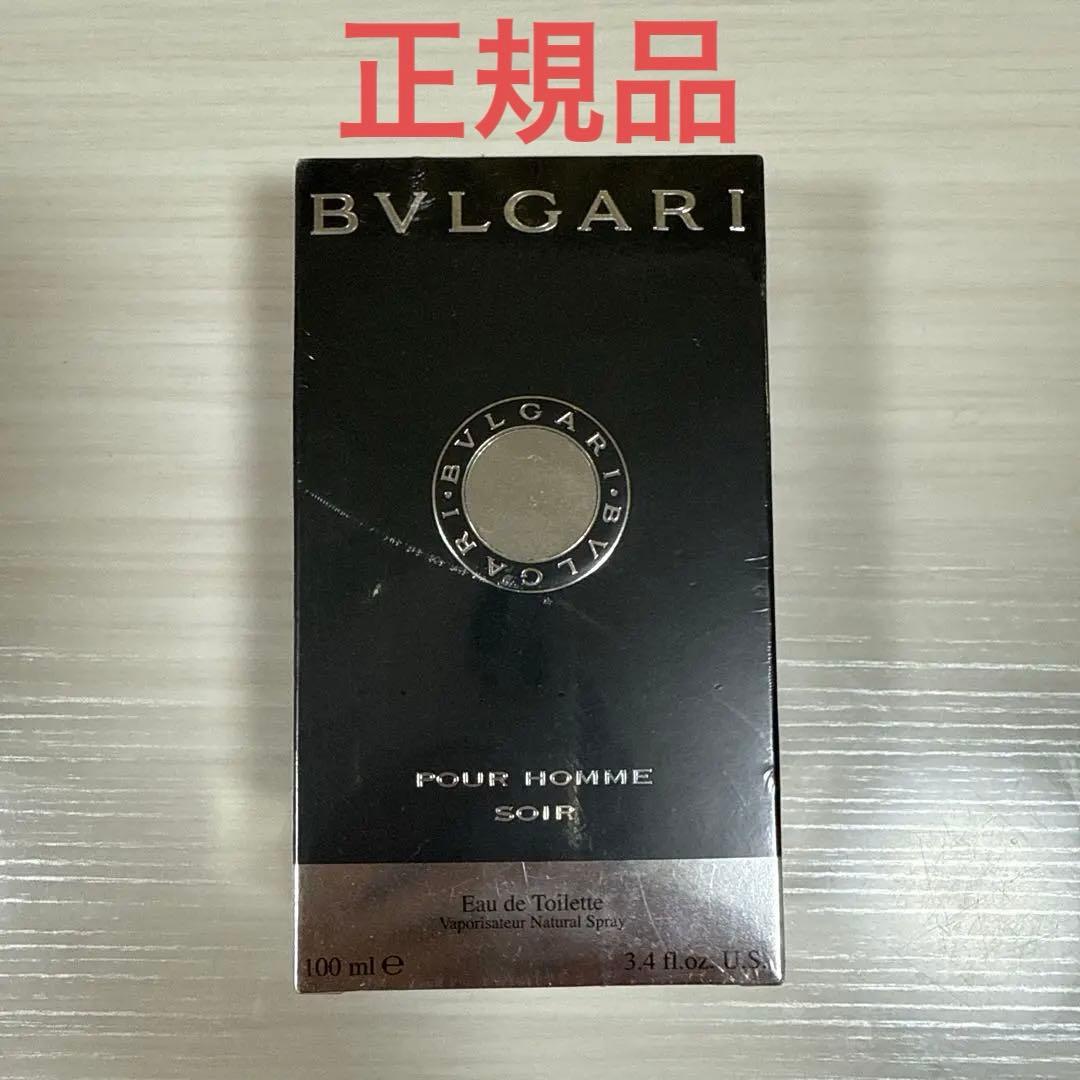 正規品
BVLGARI
BVLGARI·BVLGARI·
POUR HOMME
SOIR
Eau de Toilette
Vaporisateur Natural Spray
100 ml ℮ 3.4 fl.oz. U.S.